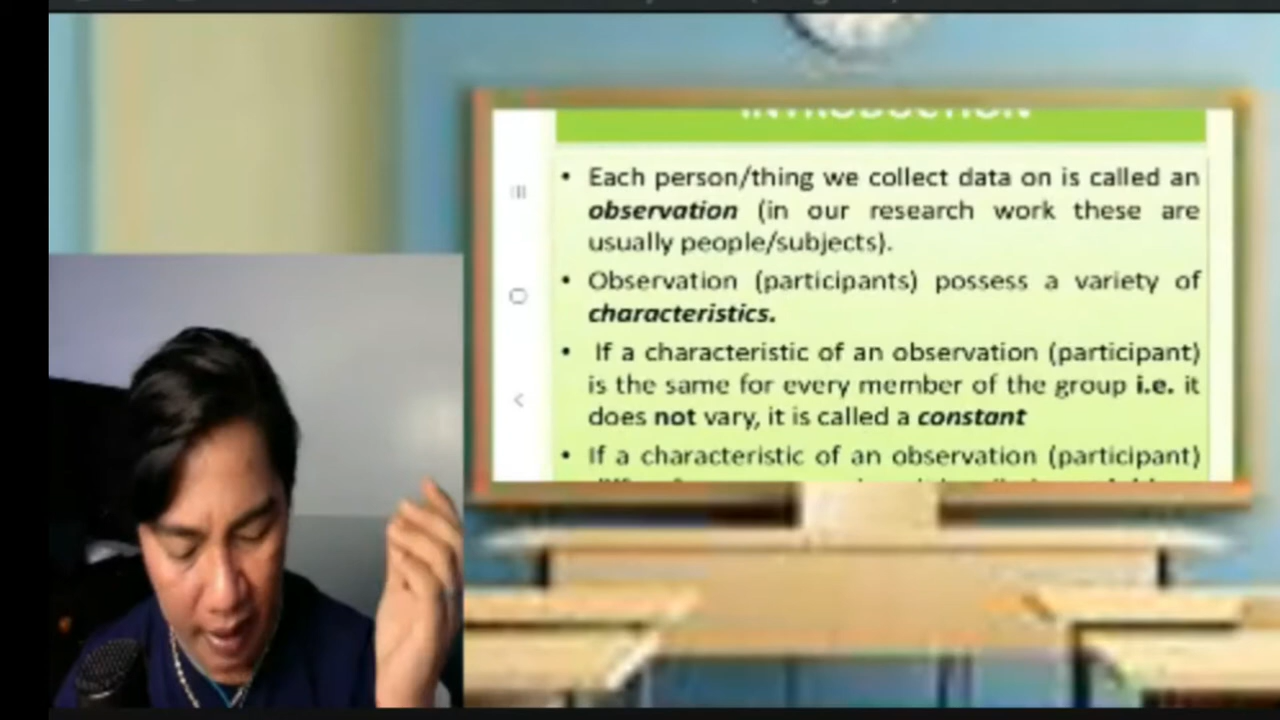 INTRODUCTION
• Each person/thing we collect data on is called an
observation (in our research work these are
usually people/subjects).
• Observation (participants) possess a variety of
characteristics.
• If a characteristic of an observation (participant)
is the same for every member of the group i.e. it
does not vary, it is called a constant
• If a characteristic of an observation (participant)